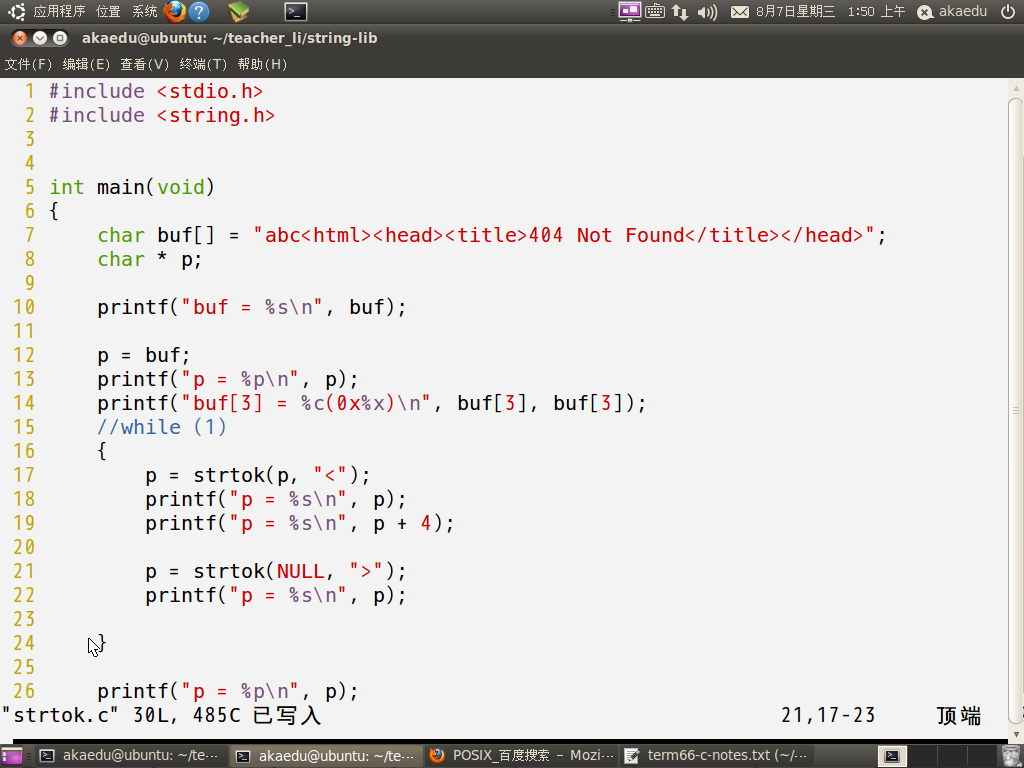 应用程序 位置 系统 8月7日星期三 1:50 上午 akaedu
akaedu@ubuntu: ~/teacher_li/string-lib
文件(F) 编辑(E) 查看(V) 终端(T) 帮助(H)
1 #include <stdio.h>
2 #include <string.h>
3
4
5 int main(void)
6 {
7     char buf[] = "abc<html><head><title>404 Not Found</title></head>";
8     char * p;
9
10     printf("buf = %s\n", buf);
11
12     p = buf;
13     printf("p = %p\n", p);
14     printf("buf[3] = %c(0x%x)\n", buf[3], buf[3]);
15     //while (1)
16     {
17         p = strtok(p, "<");
18         printf("p = %s\n", p);
19         printf("p = %s\n", p + 4);
20
21         p = strtok(NULL, ">");
22         printf("p = %s\n", p);
23
24     }
25
26     printf("p = %p\n", p);
"strtok.c" 30L, 485C 已写入 21,17-23 顶端
akaedu@ubuntu: ~/te··· akaedu@ubuntu: ~/te··· POSIX_百度搜索 – Mozi··· term66-c-notes.txt (~/···